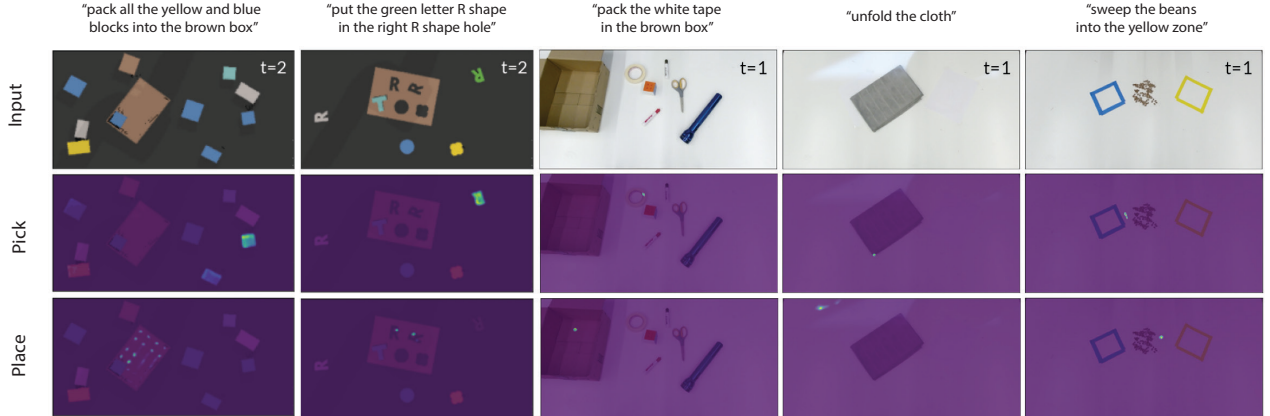 “pack all the yellow and blue
blocks into the brown box”
“put the green letter R shape
in the right R shape hole”
“pack the white tape
in the brown box”
“unfold the cloth”
“sweep the beans
into the yellow zone”
Input
t=2
t=2
t=1
t=1
t=1
R
R
R
R
Pick
R
R
R
Place
R
R
R
R